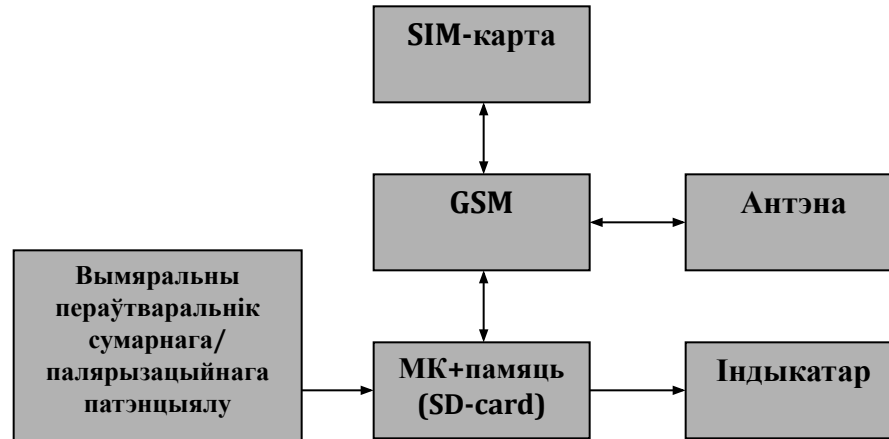 SIM-карта
GSM
Антэна
Вымяральны
пераўтваральнік
сумарнага/
палярызацыйнага
патэнцыялу
МК+памяць
(SD-card)
Індыкатар